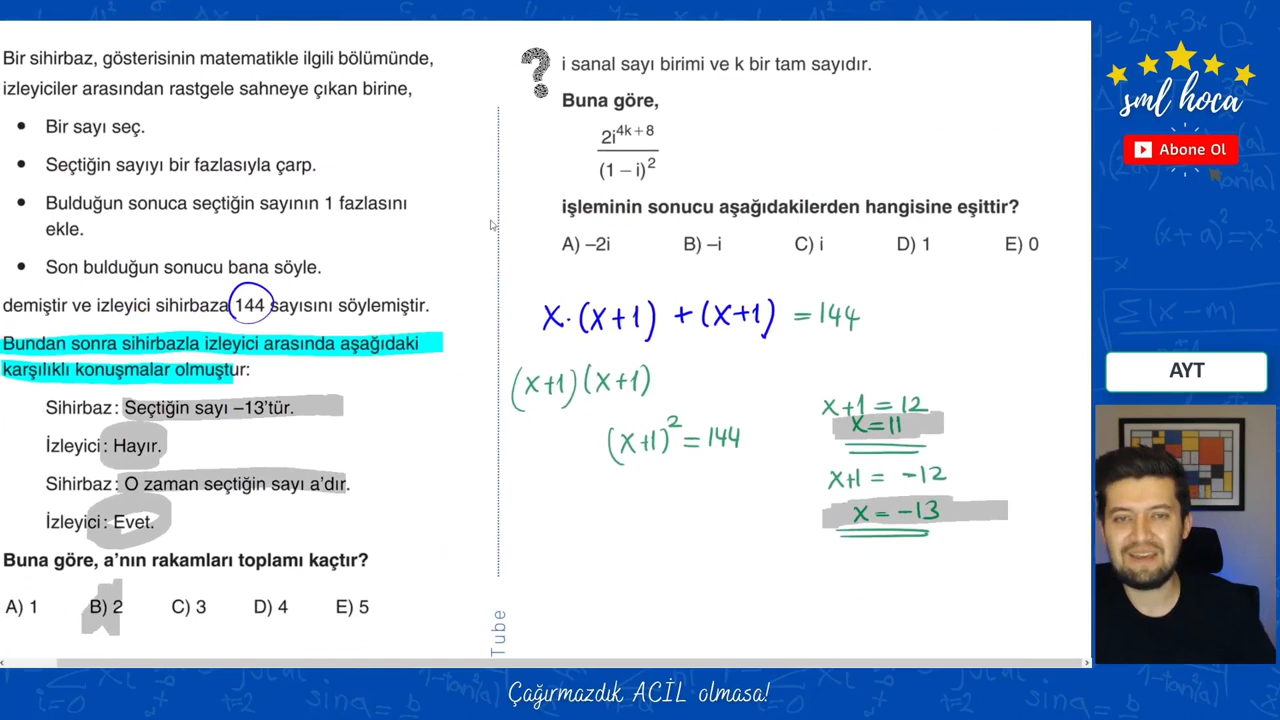 Bir sihirbaz, gösterisinin matematikle ilgili bölümünde,
izleyiciler arasından rastgele sahneye çıkan birine,
• Bir sayı seç.
• Seçtiğin sayıyı bir fazlasıyla çarp.
• Bulduğun sonuca seçtiğin sayının 1 fazlasını
ekle.
• Son bulduğun sonucu bana söyle.
demiştir ve izleyici sihirbaza 144 sayısını söylemiştir.
Bundan sonra sihirbazla izleyici arasında aşağıdaki
karşılıklı konuşmalar olmuştur:
Sihirbaz : Seçtiğin sayı –13'tür.
İzleyici : Hayır.
Sihirbaz : O zaman seçtiğin sayı a'dır.
İzleyici : Evet.
Buna göre, a'nın rakamları toplamı kaçtır?
A) 1 B) 2 C) 3 D) 4 E) 5
?
i sanal sayı birimi ve k bir tam sayıdır.
Buna göre,
2i^(4k+8)
(1 – i)²
işleminin sonucu aşağıdakilerden hangisine eşittir?
A) –2i B) –i C) i D) 1 E) 0
x·(x+1) + (x+1) = 144
(x+1)(x+1)
(x+1)² = 144
x+1 = 12
x=11
x+1 = -12
x = -13
Tube
sml hoca
Abone Ol
AYT
Çağırmazdık ACİL olmasa!